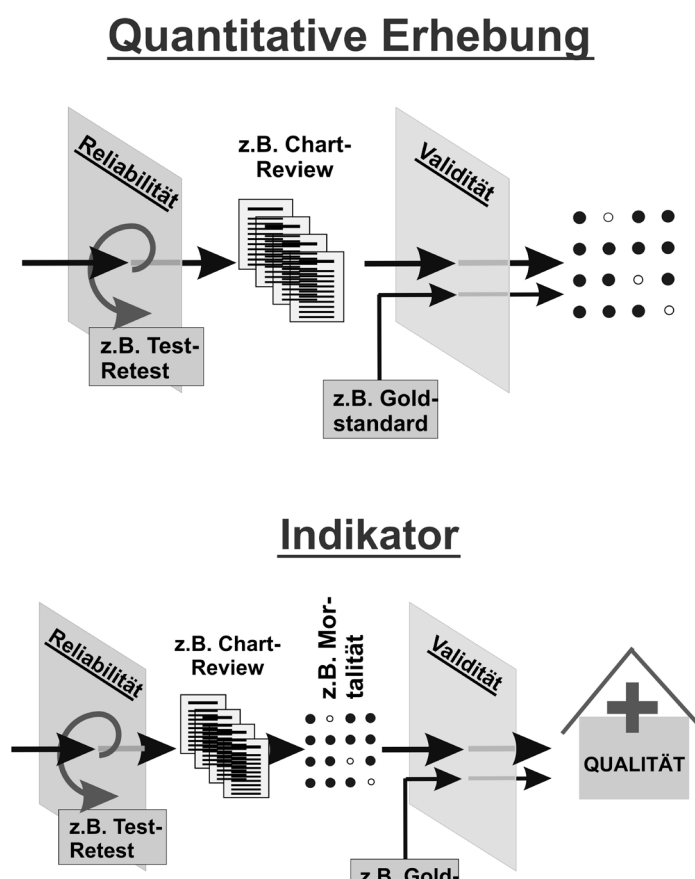 Quantitative Erhebung
Reliabilität
z.B. Chart-
Review
Validität
z.B. Test-
Retest
z.B. Gold-
standard
Indikator
Reliabilität
z.B. Chart-
Review
z.B. Mor-
talität
Validität
QUALITÄT
z.B. Test-
Retest
z.B. Gold-